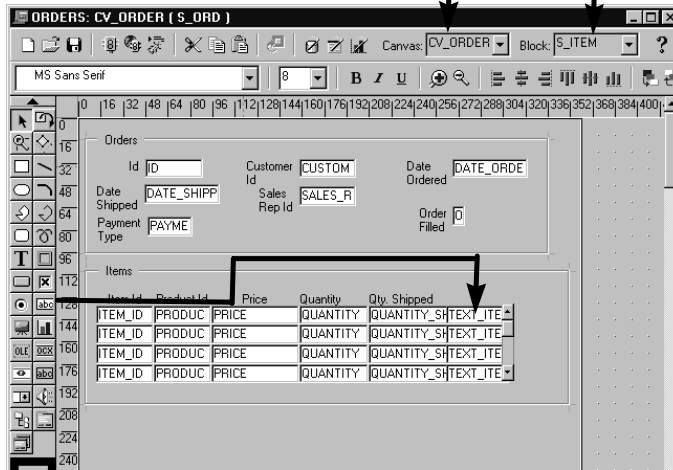 ORDERS: CV_ORDER ( S_ORD )
Canvas: CV_ORDER Block: S_ITEM ?
MS Sans Serif 8 B I U
0 16 32 48 64 80 96 112 128 144 160 176 192 208 224 240 256 272 288 304 320 336 352 368 384 400
0
16
32
48
64
80
96
112
128
144
160
176
192
208
224
240
T
abc
OLE OCX
abc
Orders
Id ID Customer Id CUSTOM Date Ordered DATE_ORDE
Date Shipped DATE_SHIPP Sales Rep Id SALES_R
Payment Type PAYME Order Filled O
Items
Item Id Product Id Price Quantity Qty. Shipped
ITEM_ID PRODUC PRICE QUANTITY QUANTITY_SH TEXT_ITE
ITEM_ID PRODUC PRICE QUANTITY QUANTITY_SH TEXT_ITE
ITEM_ID PRODUC PRICE QUANTITY QUANTITY_SH TEXT_ITE
ITEM_ID PRODUC PRICE QUANTITY QUANTITY_SH TEXT_ITE